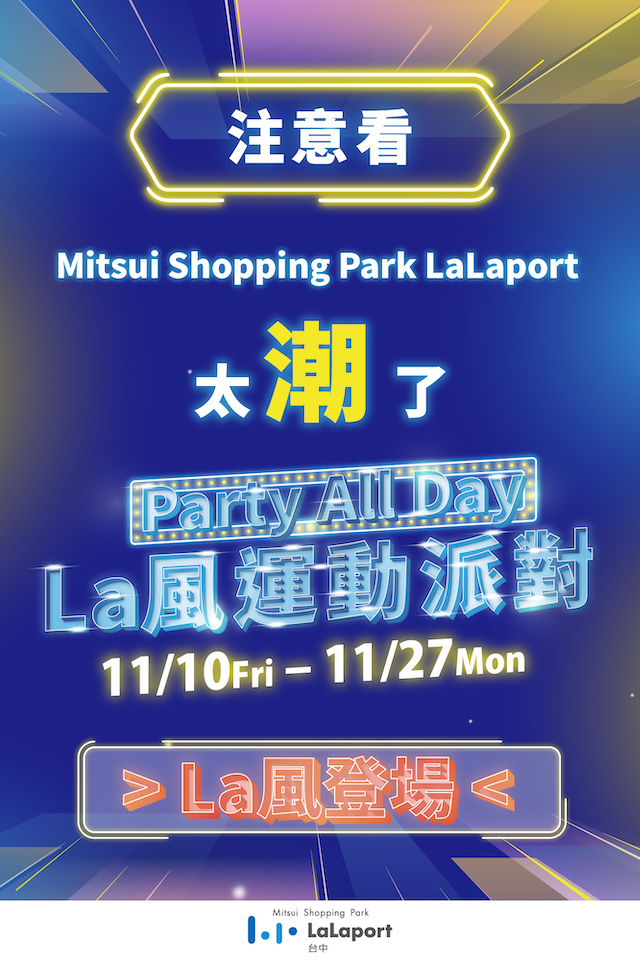 注意看
Mitsui Shopping Park LaLaport
太潮了
Party All Day
La風運動派對
11/10Fri – 11/27Mon
> La風登場 <
Mitsui Shopping Park
LaLaport
台中